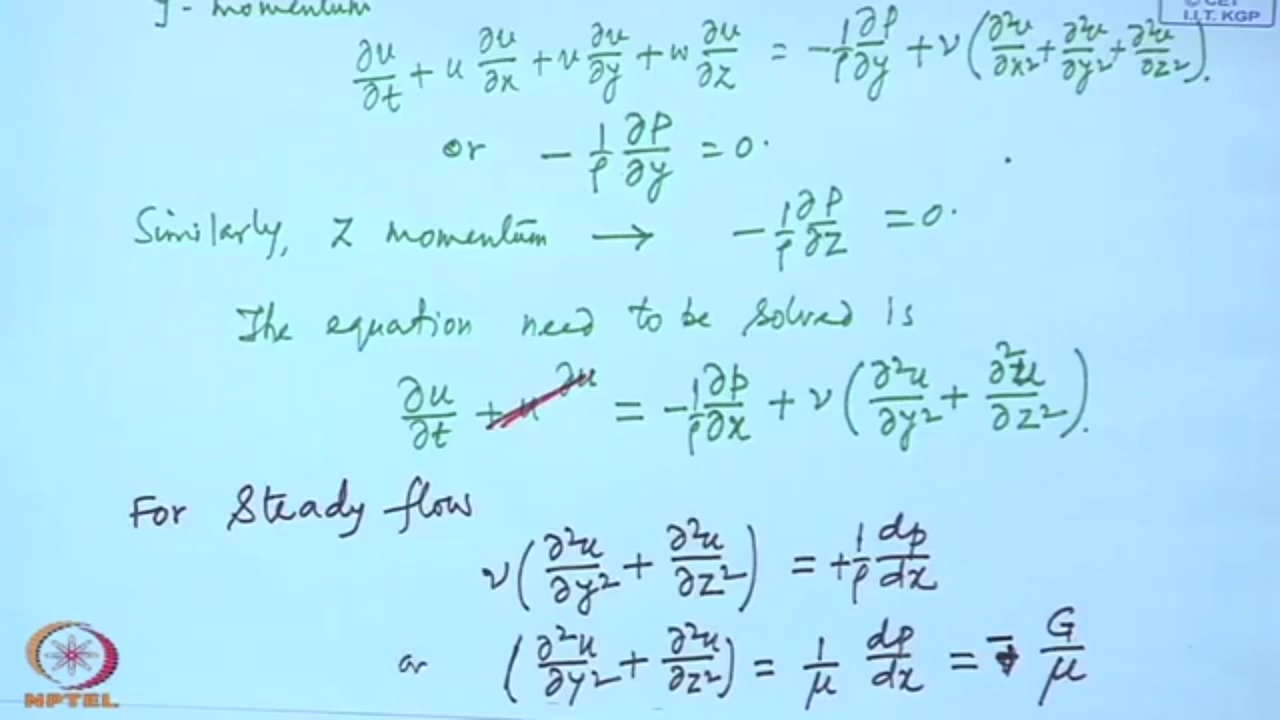 y - momentum
© CET
I.I.T. KGP
∂v/∂t + u ∂v/∂x + v ∂v/∂y + w ∂v/∂z = -1/ρ ∂p/∂y + ν(∂²v/∂x² + ∂²v/∂y² + ∂²v/∂z²).
or -1/ρ ∂p/∂y = 0.
Similarly, Z momentum → -1/ρ ∂p/∂z = 0.
The equation need to be solved is
∂u/∂t + u ∂u = -1/ρ ∂p/∂x + ν(∂²u/∂y² + ∂²u/∂z²).
For Steady flow
ν(∂²u/∂y² + ∂²u/∂z²) = +1/ρ dp/dx
or (∂²u/∂y² + ∂²u/∂z²) = 1/μ dp/dx = - G/μ
NPTEL